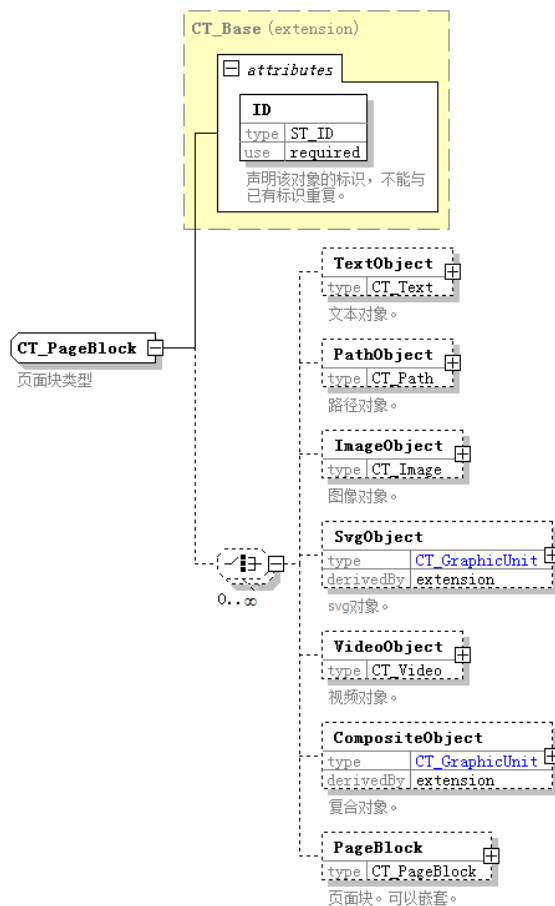 CT_Base (extension)
attributes
ID
type ST_ID
use required
声明该对象的标识，不能与
已有标识重复。
TextObject
type CT_Text
文本对象。
CT_PageBlock
页面块类型
PathObject
type CT_Path
路径对象。
ImageObject
type CT_Image
图像对象。
SvgObject
type CT_GraphicUnit
derivedBy extension
svg对象。
0..∞
VideoObject
type CT_Video
视频对象。
CompositeObject
type CT_GraphicUnit
derivedBy extension
复合对象。
PageBlock
type CT_PageBlock
页面块。可以嵌套。